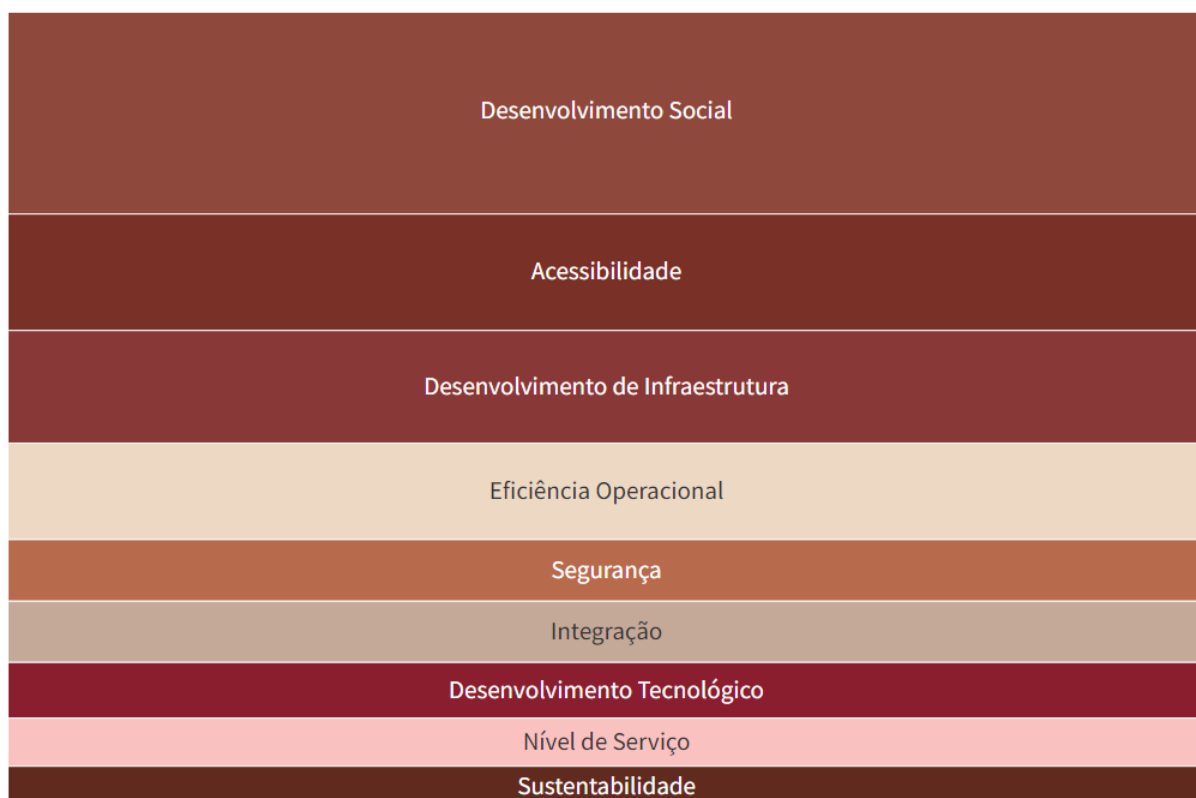 Desenvolvimento Social
Acessibilidade
Desenvolvimento de Infraestrutura
Eficiência Operacional
Segurança
Integração
Desenvolvimento Tecnológico
Nível de Serviço
Sustentabilidade